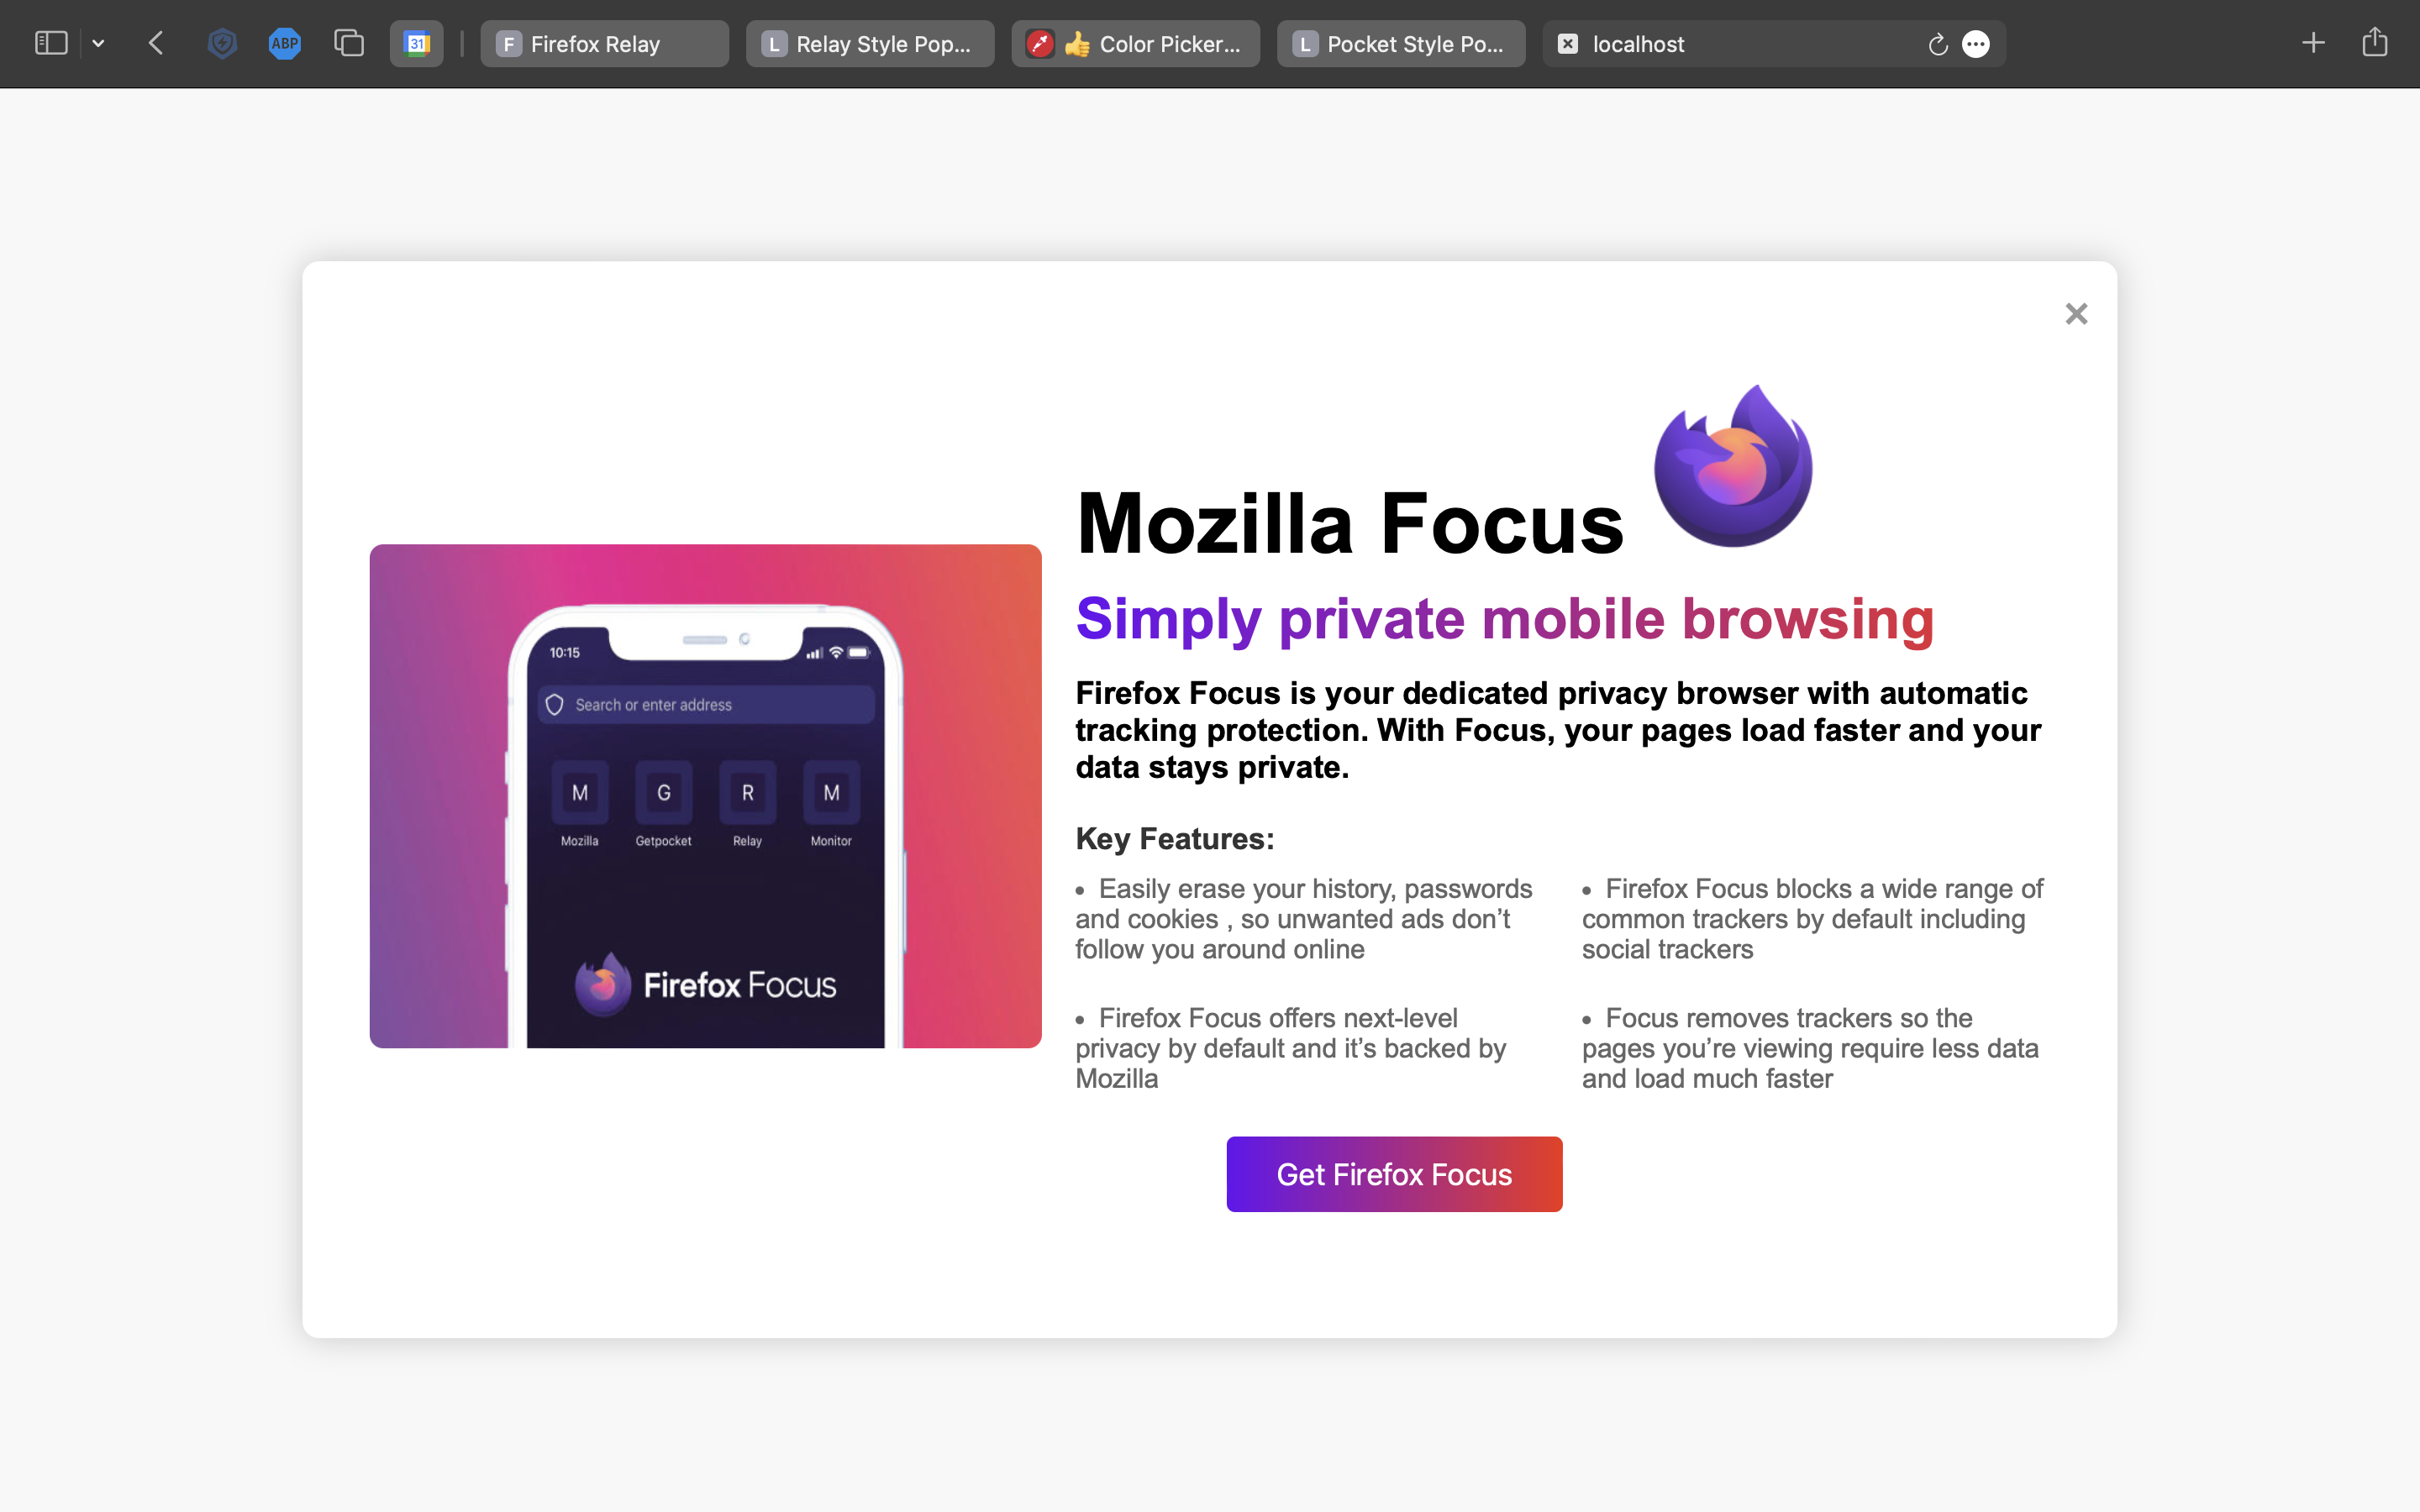 ABP
31
F Firefox Relay
L Relay Style Pop...
👍 Color Picker...
L Pocket Style Po...
localhost
Mozilla Focus
Simply private mobile browsing
Firefox Focus is your dedicated privacy browser with automatic
tracking protection. With Focus, your pages load faster and your
data stays private.
10:15
Search or enter address
M G R M
Mozilla Getpocket Relay Monitor
Firefox Focus
Key Features:
• Easily erase your history, passwords
and cookies , so unwanted ads don’t
follow you around online
• Firefox Focus blocks a wide range of
common trackers by default including
social trackers
• Firefox Focus offers next-level
privacy by default and it’s backed by
Mozilla
• Focus removes trackers so the
pages you’re viewing require less data
and load much faster
Get Firefox Focus